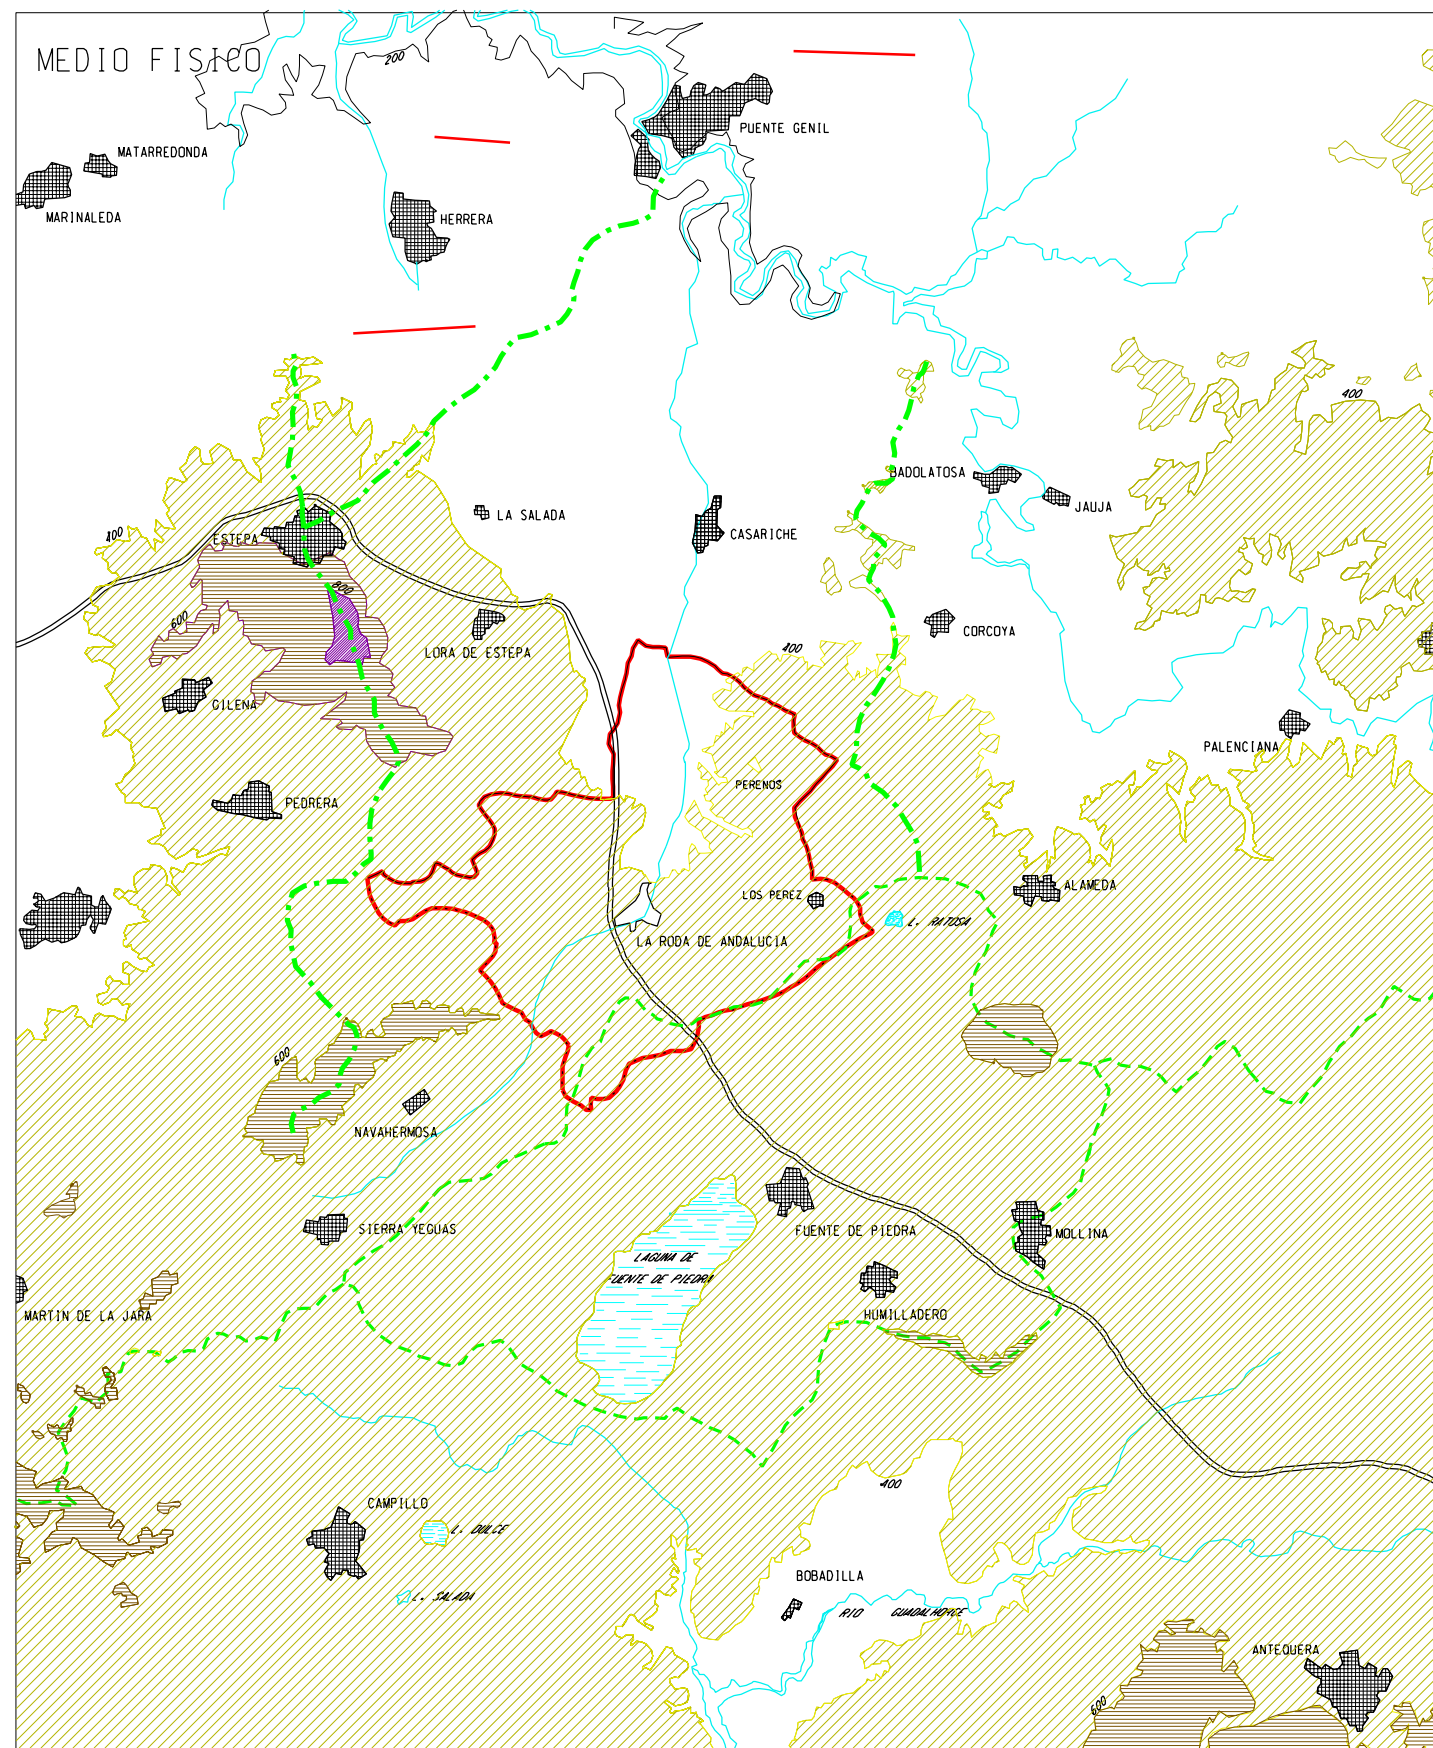 MEDIO FISICO
200
PUENTE GENIL
MATARREDONDA
MARINALEDA
HERRERA
400
BADOLATOSA
JAUJA
LA SALADA
CASARICHE
400
ESTEPA
800
600
CORCOYA
LORA DE ESTEPA
400
GILENA
PALENCIANA
PERENOS
PEDRERA
ALAMEDA
LOS PEREZ
L. RATOSA
LA RODA DE ANDALUCIA
600
NAVAHERMOSA
SIERRA YEGUAS
FUENTE DE PIEDRA
MOLLINA
LAGUNA DE
FUENTE DE PIEDRA
MARTIN DE LA JARA
HUMILLADERO
400
CAMPILLO
L. DULCE
BOBADILLA
L. SALADA
RIO GUADALHORCE
ANTEQUERA
600